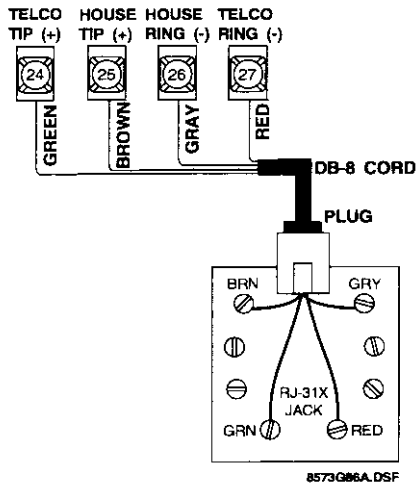 TELCO HOUSE HOUSE TELCO
TIP (+) TIP (+) RING (-) RING (-)
24 25 26 27
GREEN
BROWN
GRAY
RED
DB-8 CORD
PLUG
BRN GRY
RJ-31X
JACK
GRN RED
8573G86A.DSF